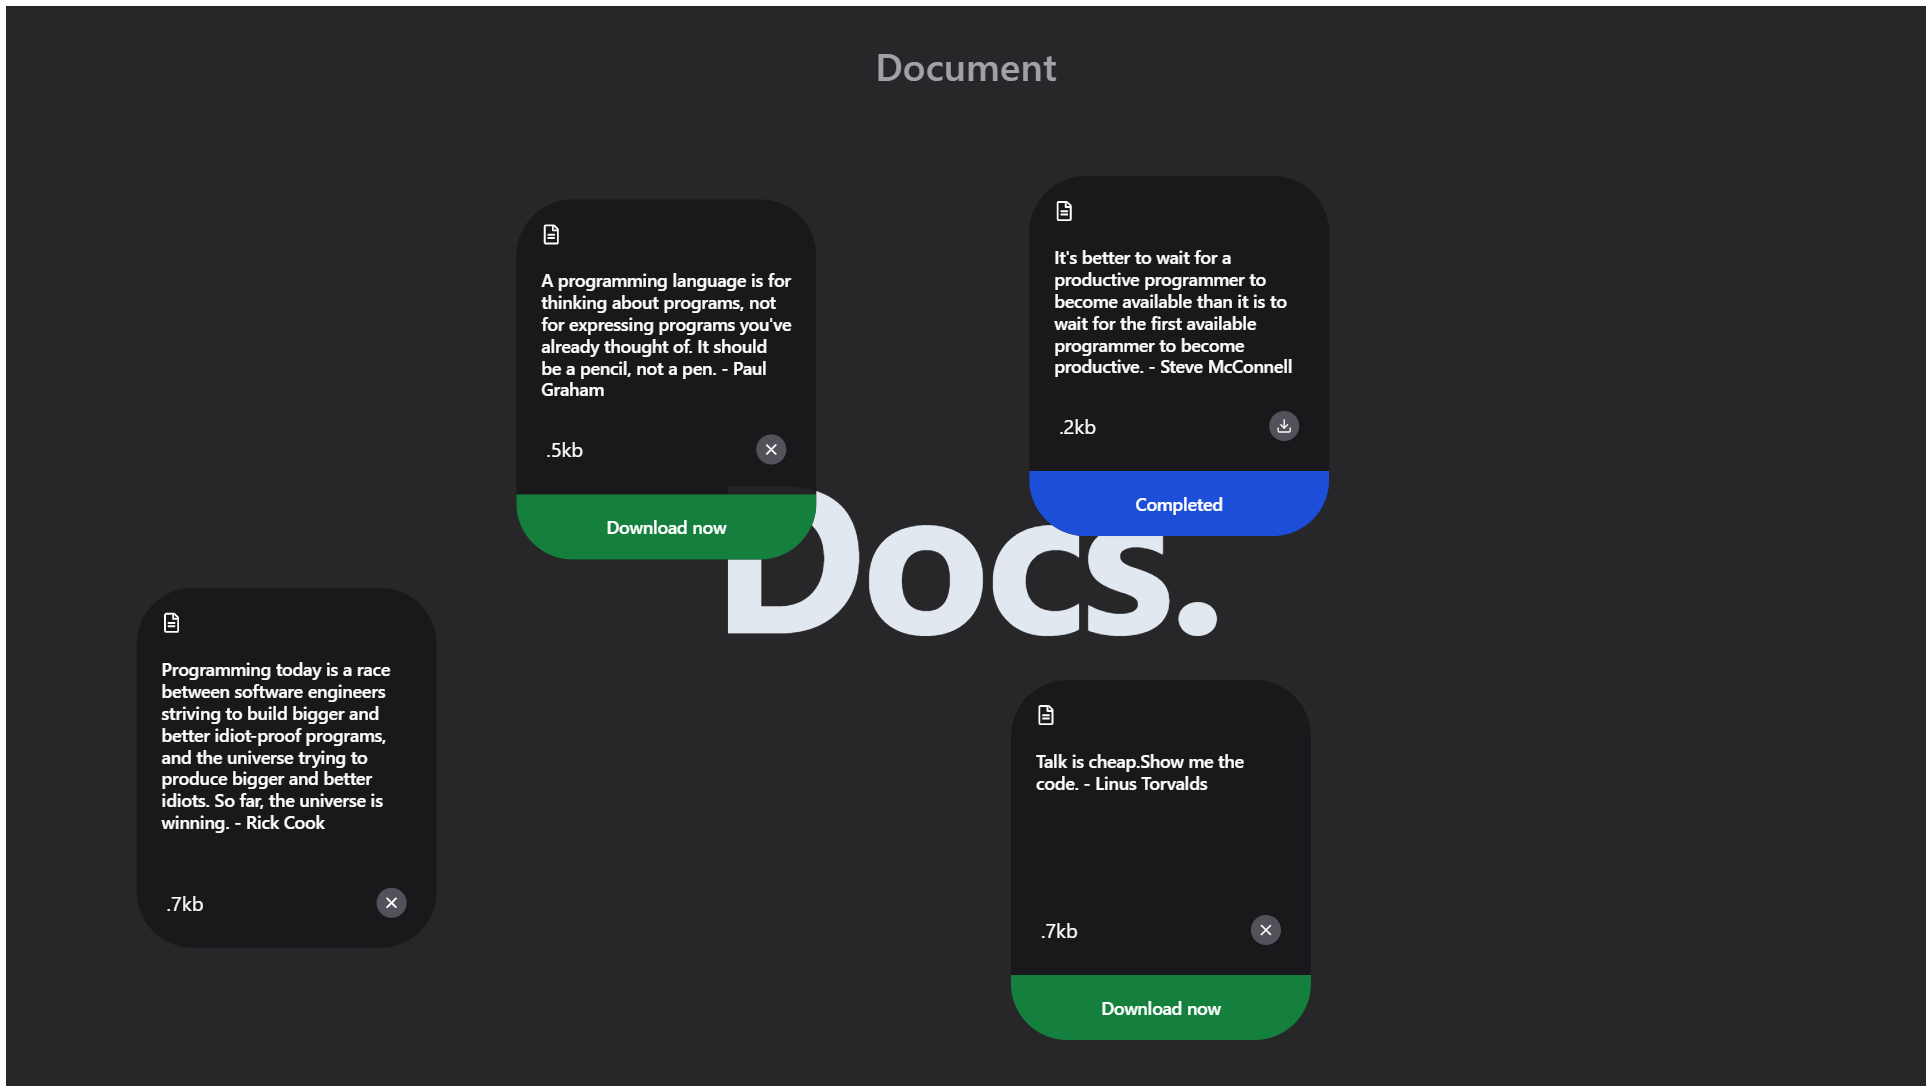 Document
A programming language is for
thinking about programs, not
for expressing programs you've
already thought of. It should
be a pencil, not a pen. - Paul
Graham
.5kb
Download now
It's better to wait for a
productive programmer to
become available than it is to
wait for the first available
programmer to become
productive. - Steve McConnell
.2kb
Completed
Docs.
Programming today is a race
between software engineers
striving to build bigger and
better idiot-proof programs,
and the universe trying to
produce bigger and better
idiots. So far, the universe is
winning. - Rick Cook
.7kb
Talk is cheap.Show me the
code. - Linus Torvalds
.7kb
Download now